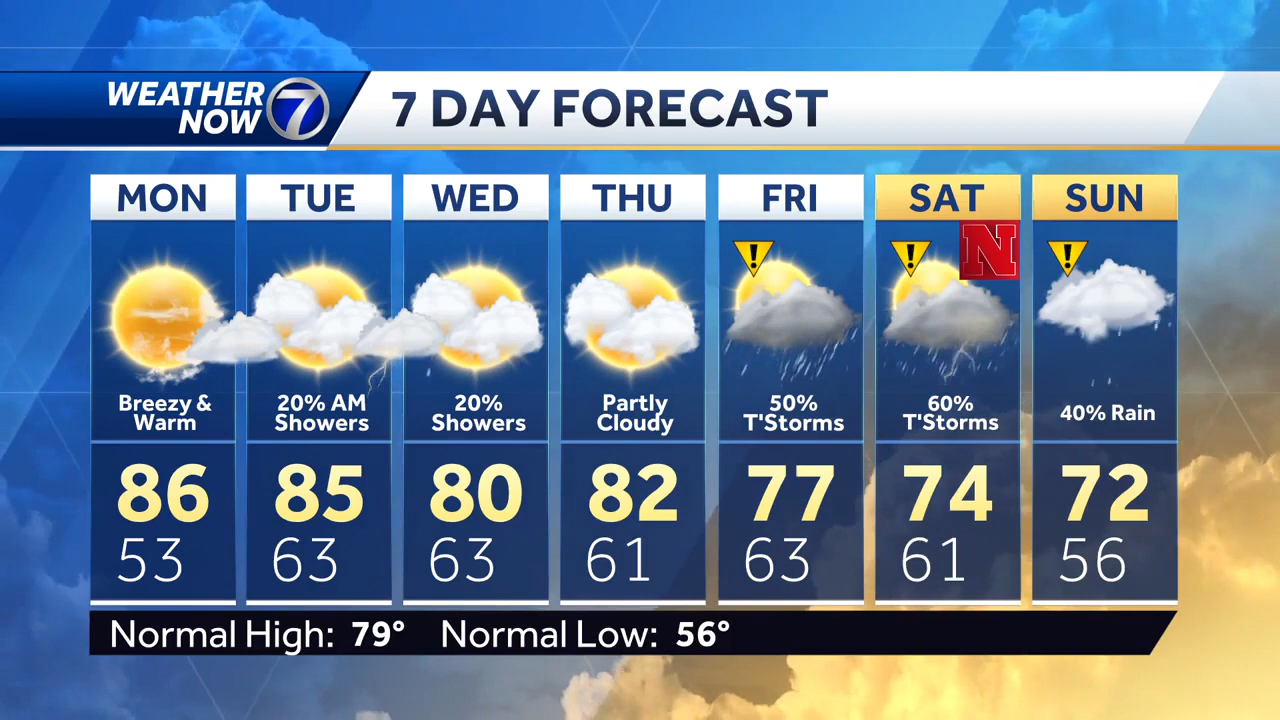 WEATHER
NOW 7
7 DAY FORECAST
MON TUE WED THU FRI SAT SUN
! ! !
N
Breezy &
Warm
20% AM
Showers
20%
Showers
Partly
Cloudy
50%
T'Storms
60%
T'Storms
40% Rain
86 85 80 82 77 74 72
53 63 63 61 63 61 56
Normal High: 79° Normal Low: 56°